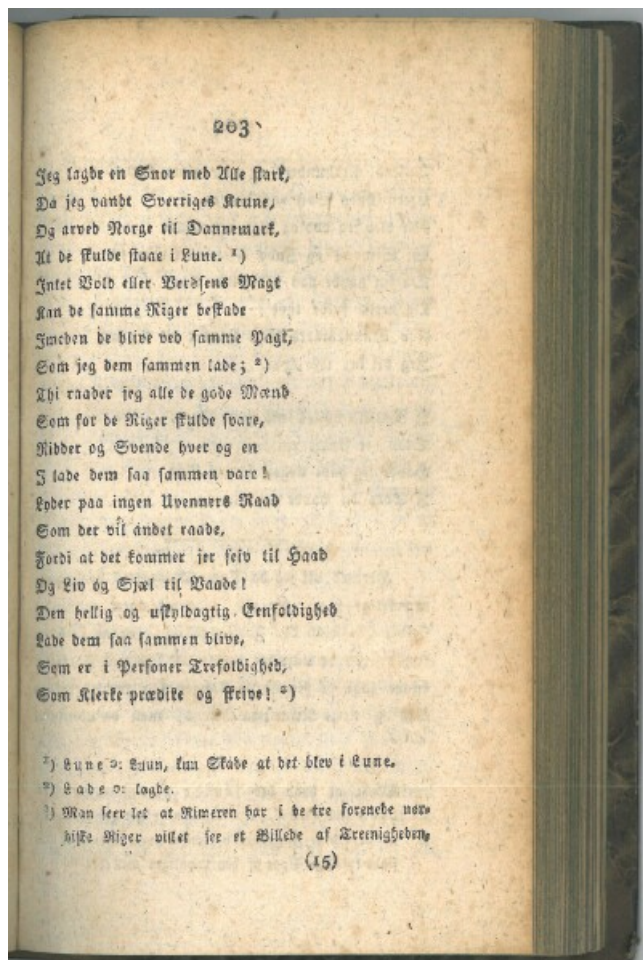 203
Jeg lagde en Snor med Alle stark,
Da jeg vandt Sverriges Krune,
Og arved Norge til Dannemark,
At de skulde staae i Lune. ¹)
Intet Vold eller Verdsens Magt
Kan de samme Riger beskade
Imeden de blive ved samme Pagt,
Som jeg dem sammen lade; ²)
Thi raader jeg alle de gode Mænd
Som for de Riger skulde svare,
Ridder og Svende hver og en
I lade dem saa sammen vare!
Lyder paa ingen Uvenners Raad
Som der vil andet raade,
Fordi at det kommer jer selv til Haad
Og Liv og Sjæl til Vaade!
Den hellig og uskyldagtig Eenfoldighed
Lade dem saa sammen blive,
Som er i Personer Trefoldighed,
Som Klerke prædike og skrive! ³)
¹) Lune ɔ: Luun, kun Skade at det blev i Lune.
²) Lade ɔ: lagde.
³) Man seer let at Rimeren har i de tre forenede nor-
diske Riger villet see et Billede af Treenigheden,
(15)